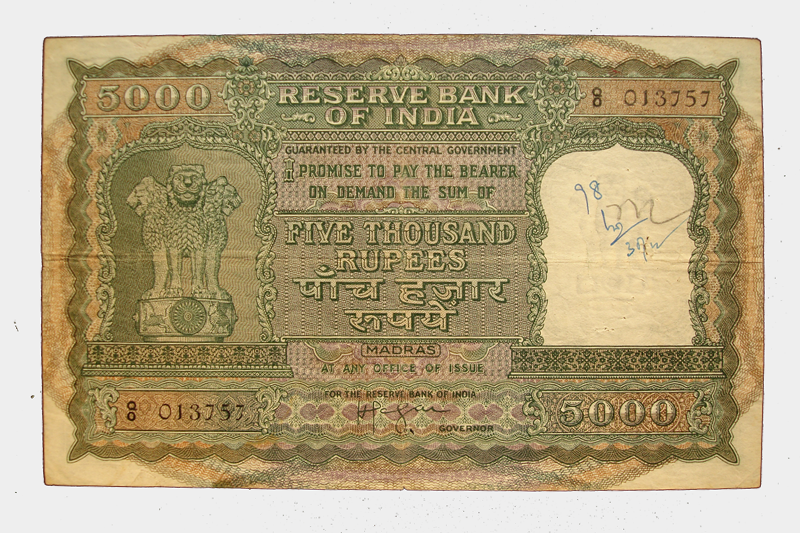 5000
RESERVE BANK
OF INDIA
013757
GUARANTEED BY THE CENTRAL GOVERNMENT
I PROMISE TO PAY THE BEARER
ON DEMAND THE SUM OF
FIVE THOUSAND
RUPEES
पाँच हज़ार
रूपये
MADRAS
AT ANY OFFICE OF ISSUE
FOR THE RESERVE BANK OF INDIA
013757
GOVERNOR
5000